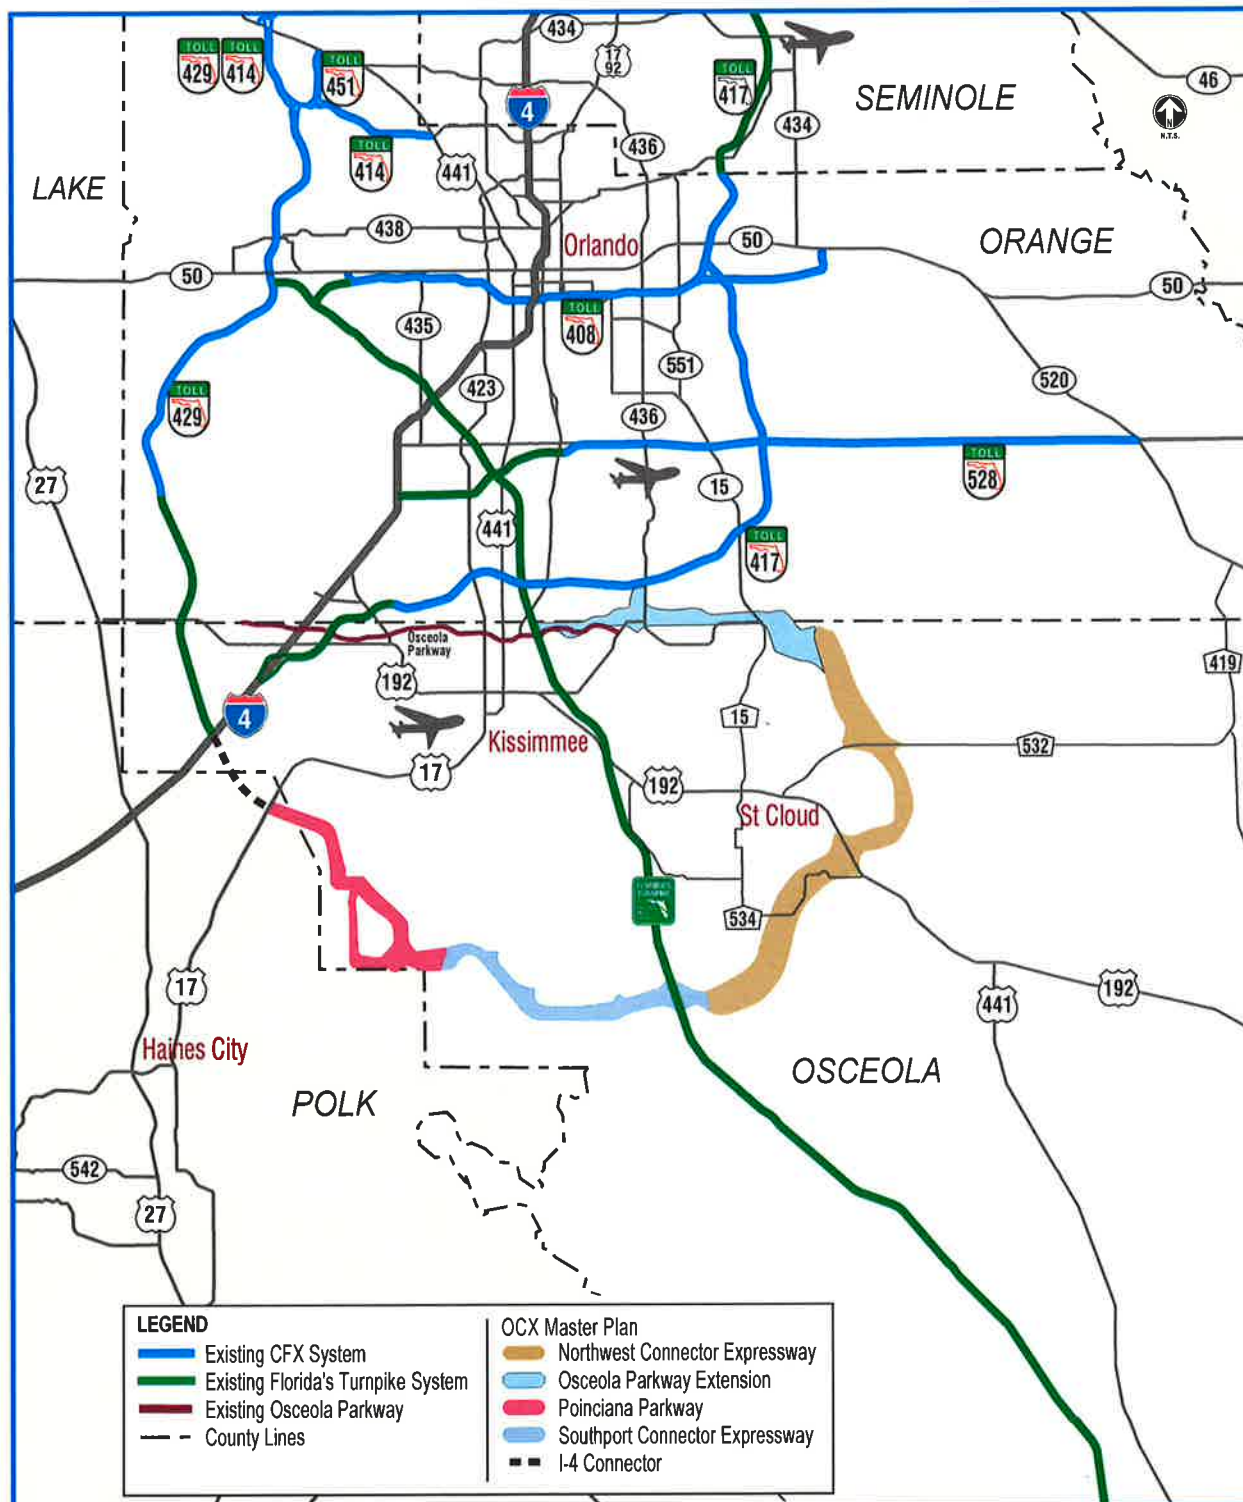 434
17
92
TOLL
429
TOLL
414
TOLL
451
4
TOLL
417
SEMINOLE
46
N
N.T.S.
434
436
TOLL
414
441
LAKE
438
Orlando
50
ORANGE
50
50
TOLL
408
435
551
520
423
TOLL
429
436
27
TOLL
528
15
441
TOLL
417
Osceola
Parkway
192
419
4
15
532
Kissimmee
17
192
St Cloud
534
17
441
192
Haines City
OSCEOLA
POLK
542
27
LEGEND
Existing CFX System
Existing Florida's Turnpike System
Existing Osceola Parkway
County Lines
OCX Master Plan
Northwest Connector Expressway
Osceola Parkway Extension
Poinciana Parkway
Southport Connector Expressway
I-4 Connector